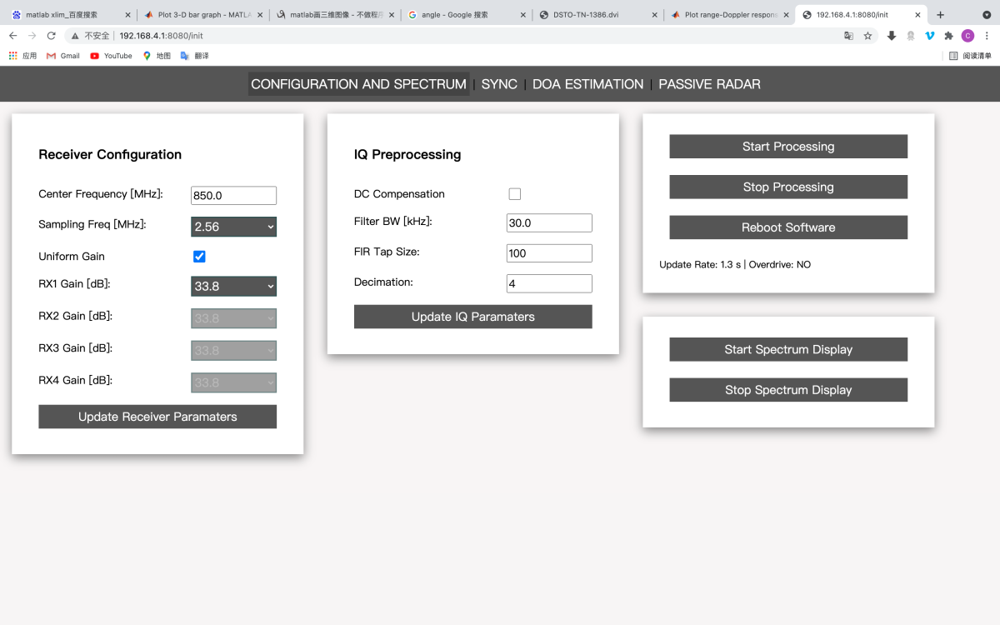 matlab xlim_百度搜索
Plot 3-D bar graph - MATLA
matlab画三维图像 - 不做程序
angle - Google 搜索
DSTO-TN-1386.dvi
Plot range-Doppler respons
192.168.4.1:8080/init
不安全 | 192.168.4.1:8080/init
C
应用
Gmail
YouTube
地图
翻译
阅读清单
CONFIGURATION AND SPECTRUM | SYNC | DOA ESTIMATION | PASSIVE RADAR
Receiver Configuration
Center Frequency [MHz]: 850.0
Sampling Freq [MHz]: 2.56
Uniform Gain
RX1 Gain [dB]: 33.8
RX2 Gain [dB]: 33.8
RX3 Gain [dB]: 33.8
RX4 Gain [dB]: 33.8
Update Receiver Paramaters
IQ Preprocessing
DC Compensation
Filter BW [kHz]: 30.0
FIR Tap Size: 100
Decimation: 4
Update IQ Paramaters
Start Processing
Stop Processing
Reboot Software
Update Rate: 1.3 s | Overdrive: NO
Start Spectrum Display
Stop Spectrum Display